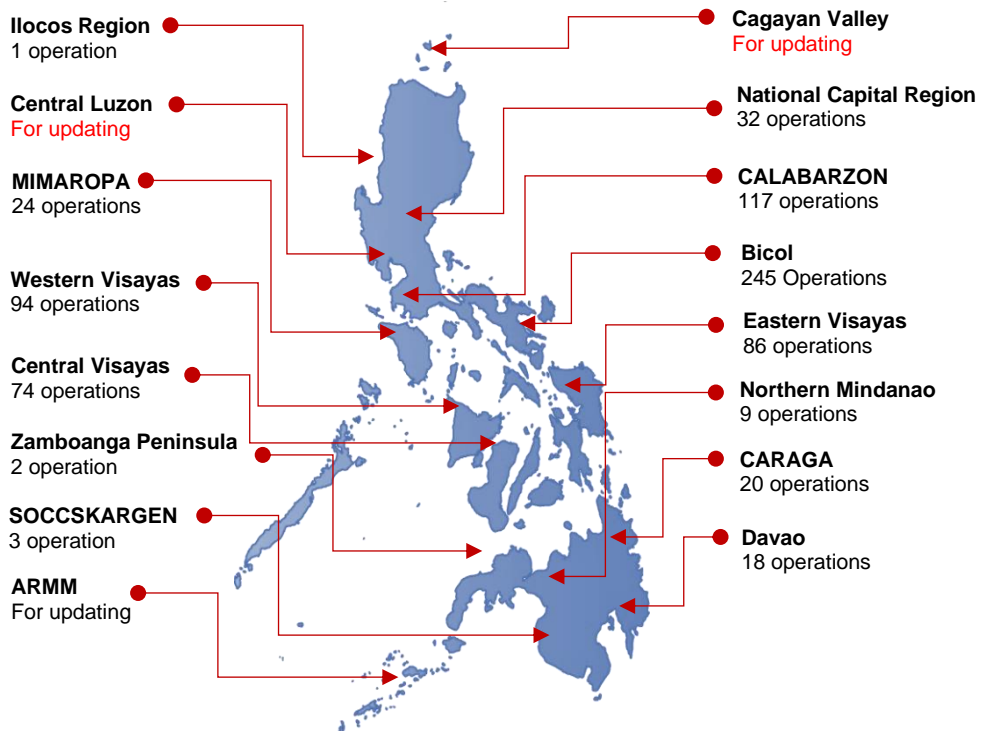 Ilocos Region
1 operation
Central Luzon
For updating
MIMAROPA
24 operations
Western Visayas
94 operations
Central Visayas
74 operations
Zamboanga Peninsula
2 operation
SOCCSKARGEN
3 operation
ARMM
For updating
Cagayan Valley
For updating
National Capital Region
32 operations
CALABARZON
117 operations
Bicol
245 Operations
Eastern Visayas
86 operations
Northern Mindanao
9 operations
CARAGA
20 operations
Davao
18 operations